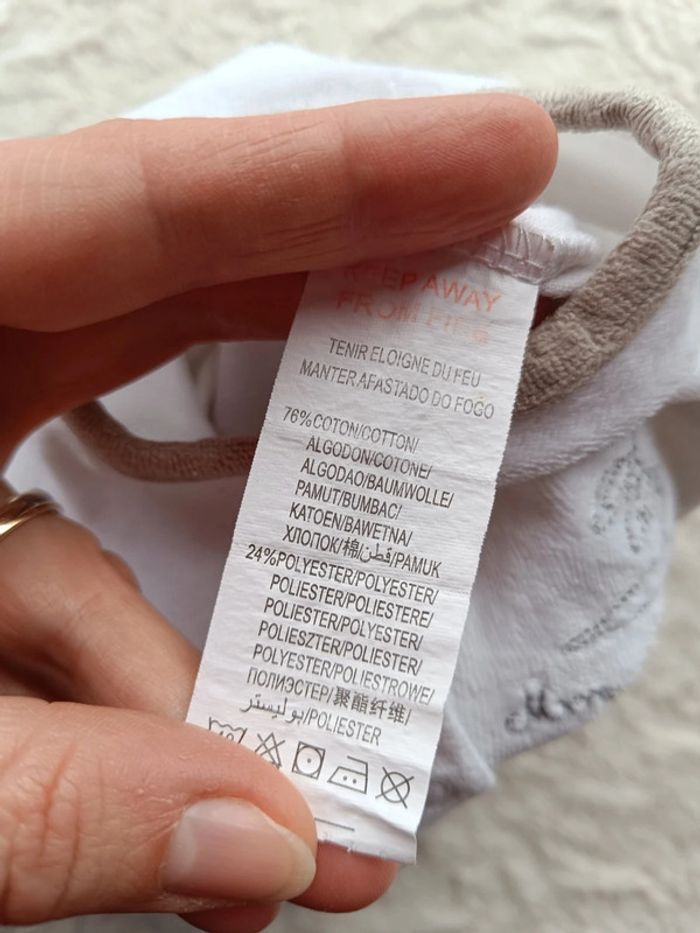 KEEP AWAY
FROM FIRE
TENIR ELOIGNE DU FEU
MANTER AFASTADO DO FOGO
76%COTON/COTTON/
ALGODON/COTONE/
ALGODAO/BAUMWOLLE/
PAMUT/BUMBAC/
KATOEN/BAWETNA/
ХЛОПОК/棉/قطن/PAMUK
24%POLYESTER/POLYESTER/
POLIESTER/POLIESTERE/
POLIESTER/POLYESTER/
POLIESZTER/POLIESTER/
POLYESTER/POLIESTROWE/
ПОЛИЭСТЕР/聚酯纤维/
بوليستر/POLIESTER